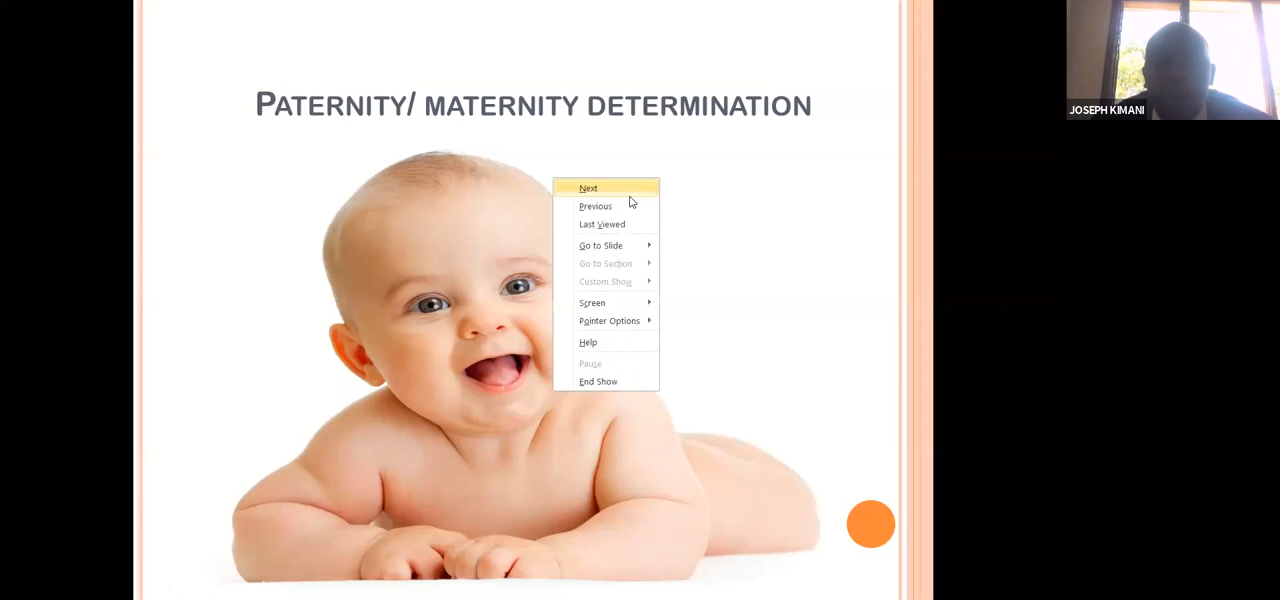 PATERNITY/ MATERNITY DETERMINATION
Next
Previous
Last Viewed
Go to Slide
Go to Section
Custom Show
Screen
Pointer Options
Help
Pause
End Show
JOSEPH KIMANI